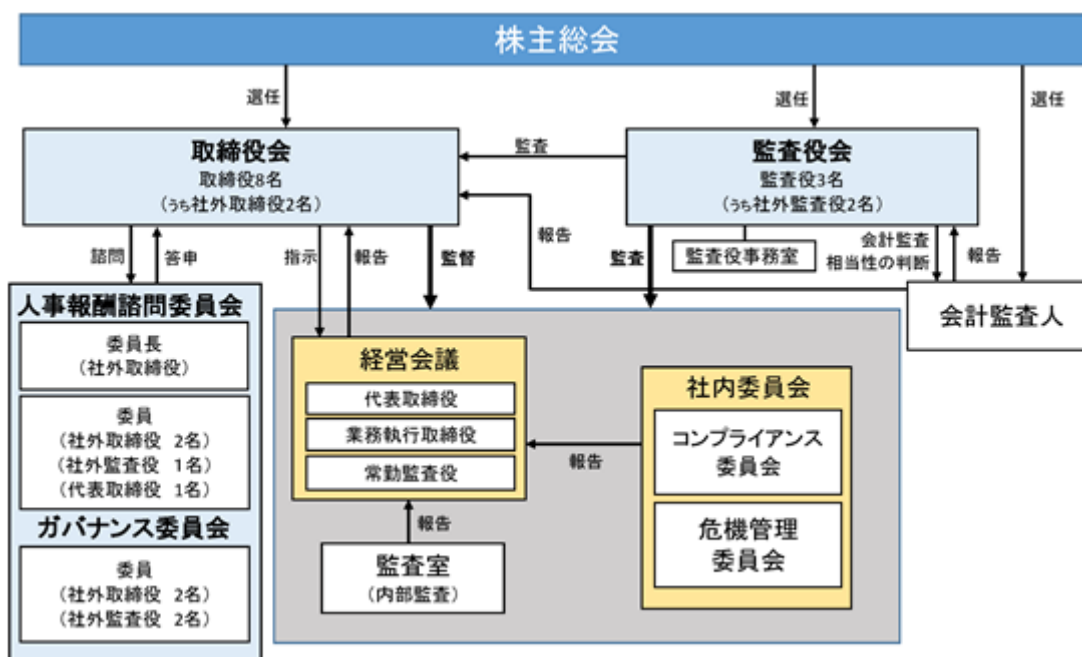 株主総会
選任
選任
選任
取締役会
取締役8名
(うち社外取締役2名)
監査
監査役会
監査役3名
(うち社外監査役2名)
諮問
答申
指示
報告
監督
報告
監査
監査役事務室
会計監査
相当性の判断
報告
会計監査人
人事報酬諮問委員会
委員長
(社外取締役)
委員
(社外取締役 2名)
(社外監査役 1名)
(代表取締役 1名)
ガバナンス委員会
委員
(社外取締役 2名)
(社外監査役 2名)
経営会議
代表取締役
業務執行取締役
常勤監査役
報告
監査室
(内部監査)
報告
社内委員会
コンプライアンス
委員会
危機管理
委員会